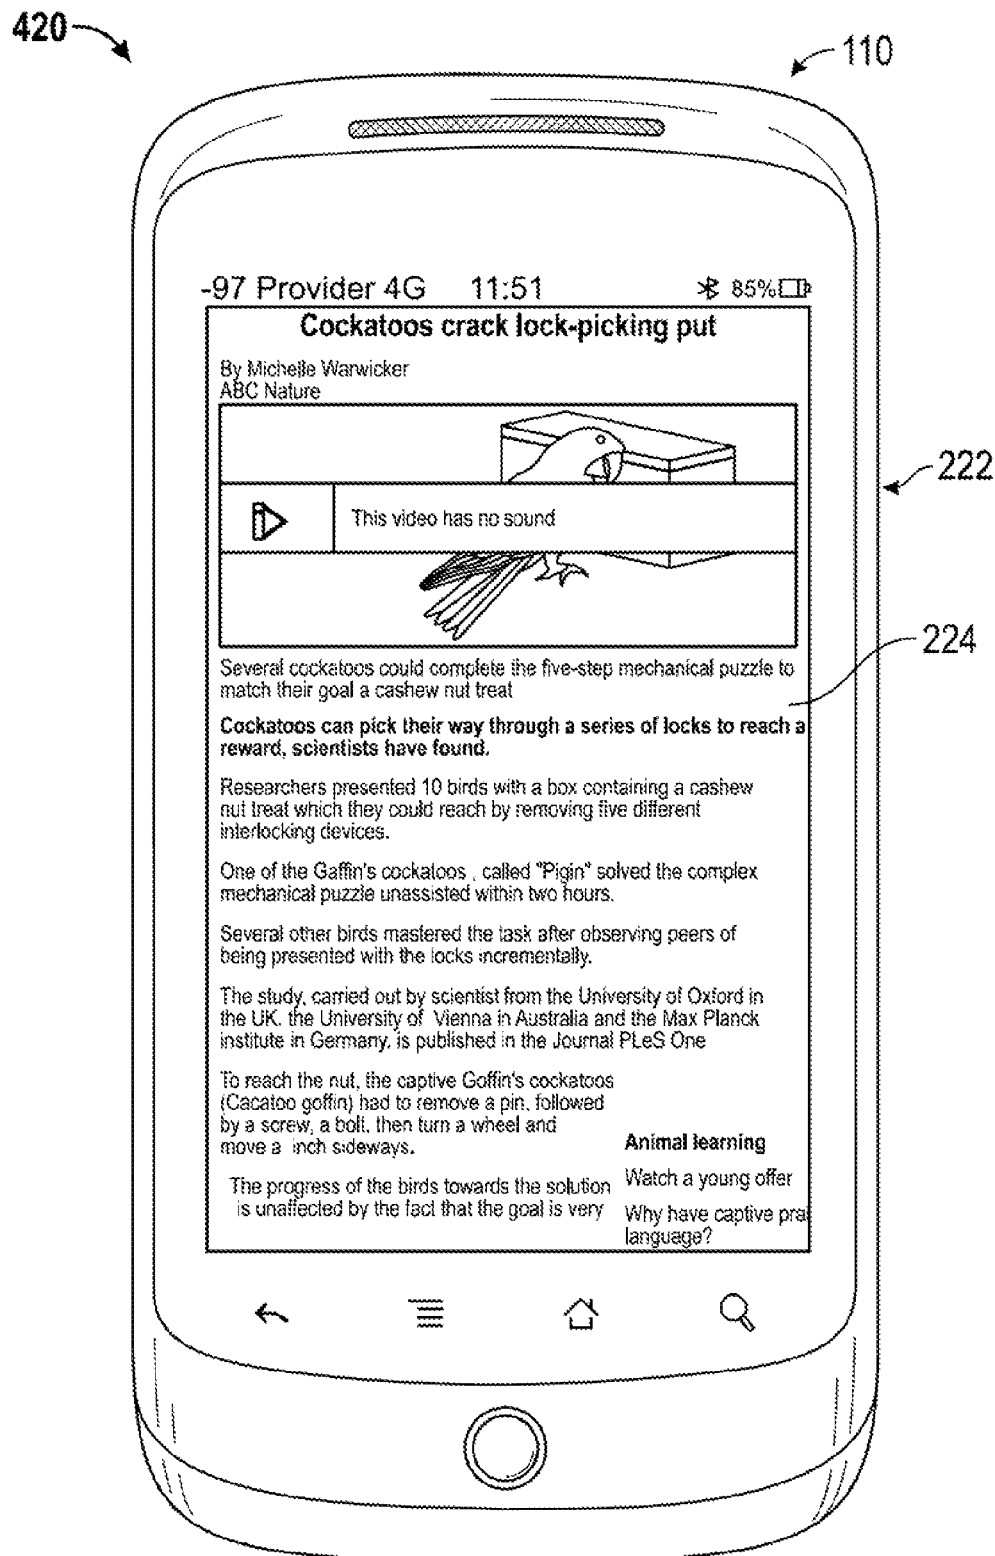 420
110
-97 Provider 4G 11:51 85%
Cockatoos crack lock-picking put
By Michelle Warwicker
ABC Nature
222
This video has no sound
224
Several cockatoos could complete the five-step mechanical puzzle to
match their goal a cashew nut treat
Cockatoos can pick their way through a series of locks to reach a
reward, scientists have found.
Researchers presented 10 birds with a box containing a cashew
nut treat which they could reach by removing five different
interlocking devices.
One of the Gaffin's cockatoos , called "Pigin" solved the complex
mechanical puzzle unassisted within two hours.
Several other birds mastered the task after observing peers of
being presented with the locks incrementally.
The study, carried out by scientist from the University of Oxford in
the UK. the University of Vienna in Australia and the Max Planck
institute in Germany, is published in the Journal PLeS One
To reach the nut, the captive Goffin's cockatoos
(Cacatoo goffin) had to remove a pin, followed
by a screw, a bolt, then turn a wheel and
move a inch sideways.
The progress of the birds towards the solution
is unaffected by the fact that the goal is very
Animal learning
Watch a young offer
Why have captive pral
language?